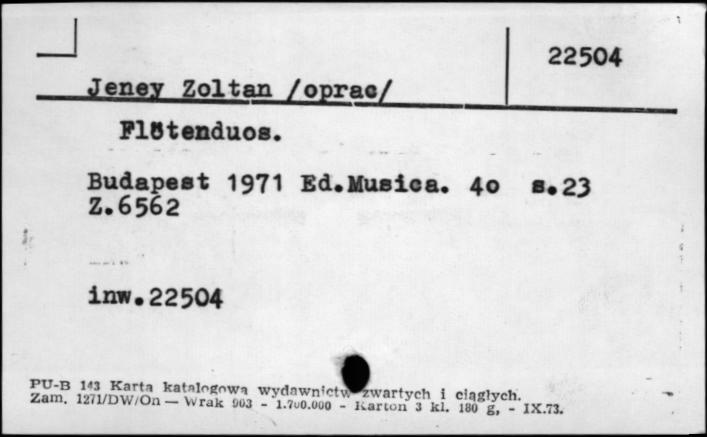 22504
Jeney Zoltan /oprac/
Flötenduos.
Budapest 1971 Ed.Musica. 4o s.23
Z.6562
inw.22504
PU-B 143 Karta katalogowa wydawnictw zwartych i ciągłych.
Zam. 1271/DW/On — Wrak 903 - 1.700.000 - Karton 3 kl. 180 g, - IX.73.